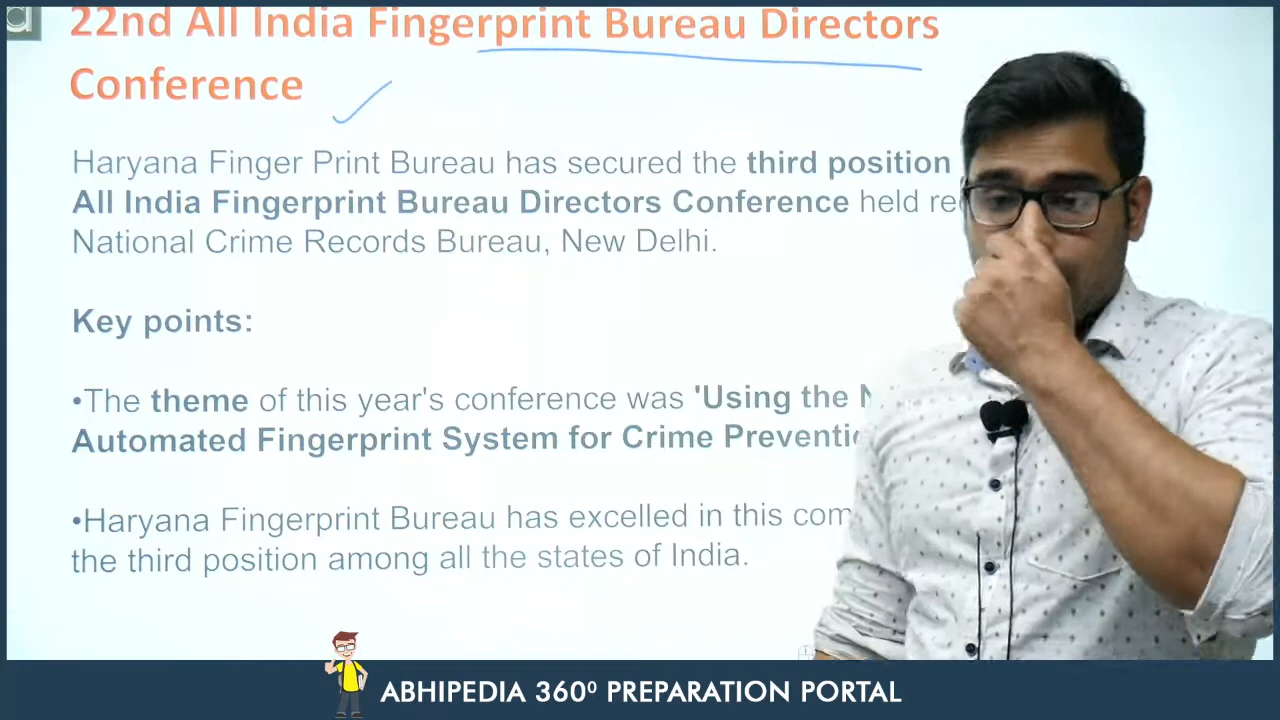 22nd All India Fingerprint Bureau Directors
Conference
Haryana Finger Print Bureau has secured the third position
All India Fingerprint Bureau Directors Conference held
National Crime Records Bureau, New Delhi.
Key points:
•The theme of this year's conference was 'Using the
Automated Fingerprint System for Crime
•Haryana Fingerprint Bureau has excelled in this
the third position among all the states of India.
ABHIPEDIA 360⁰ PREPARATION PORTAL